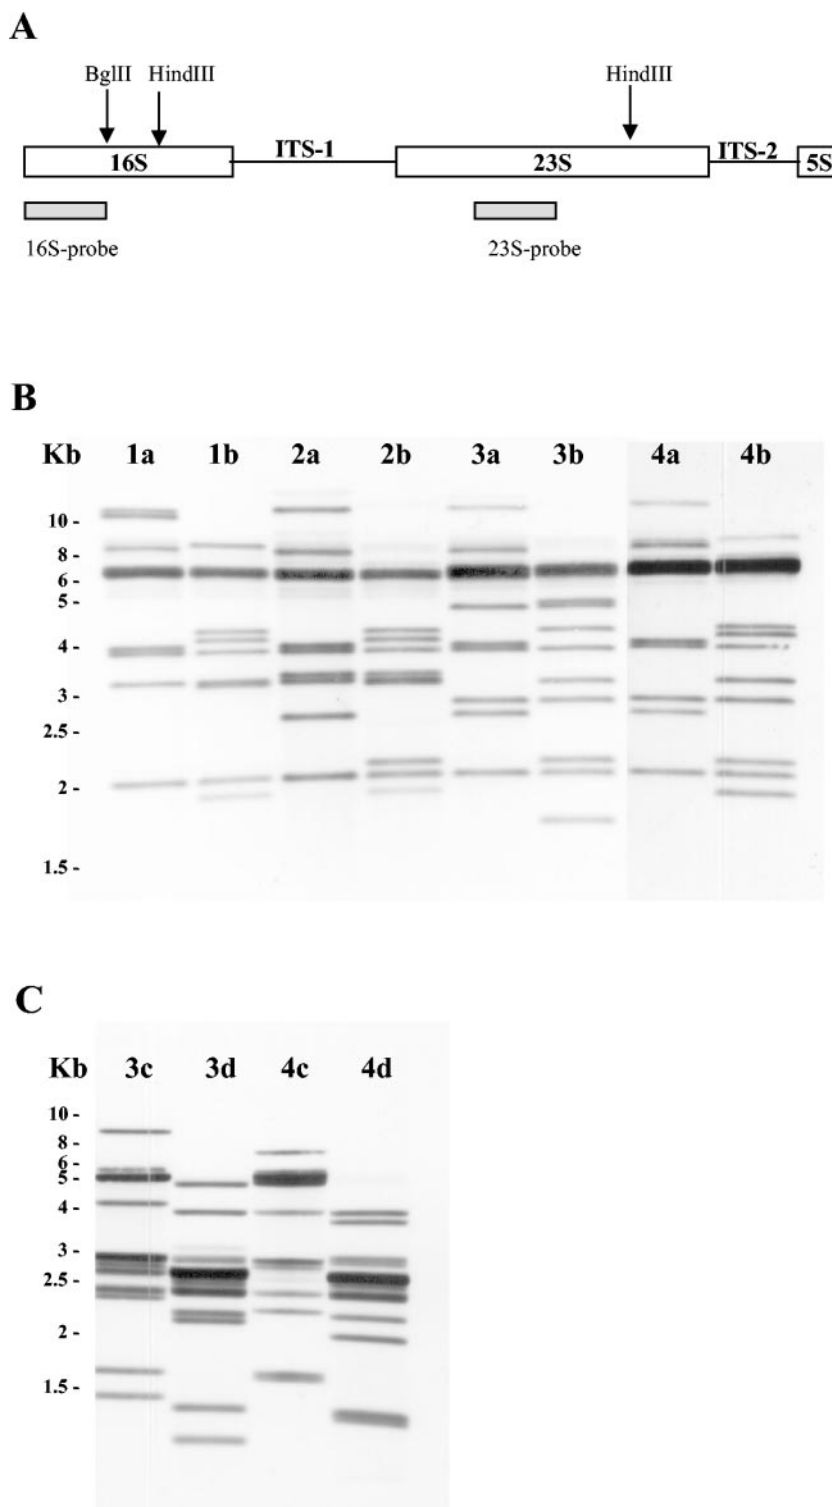 A
BglII HindIII HindIII
16S ITS-1 23S ITS-2 5S
16S-probe 23S-probe
B
Kb 1a 1b 2a 2b 3a 3b 4a 4b
10 -
8 -
6 -
5 -
4 -
3 -
2.5 -
2 -
1.5 -
C
Kb 3c 3d 4c 4d
10 -
8 -
6 -
5 -
4 -
3 -
2.5 -
2 -
1.5 -